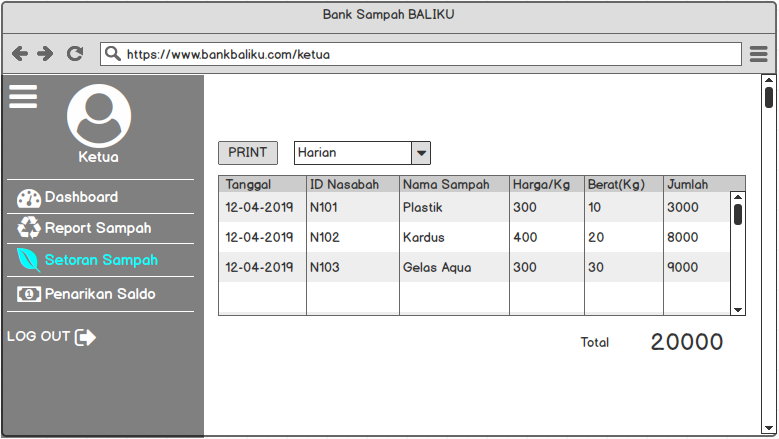 Bank Sampah BALIKU
https://www.bankbaliku.com/ketua
Ketua
Dashboard
Report Sampah
Setoran Sampah
1 Penarikan Saldo
LOG OUT
PRINT Harian
Tanggal ID Nasabah Nama Sampah Harga/Kg Berat(Kg) Jumlah
12-04-2019 N101 Plastik 300 10 3000
12-04-2019 N102 Kardus 400 20 8000
12-04-2019 N103 Gelas Aqua 300 30 9000
Total 20000